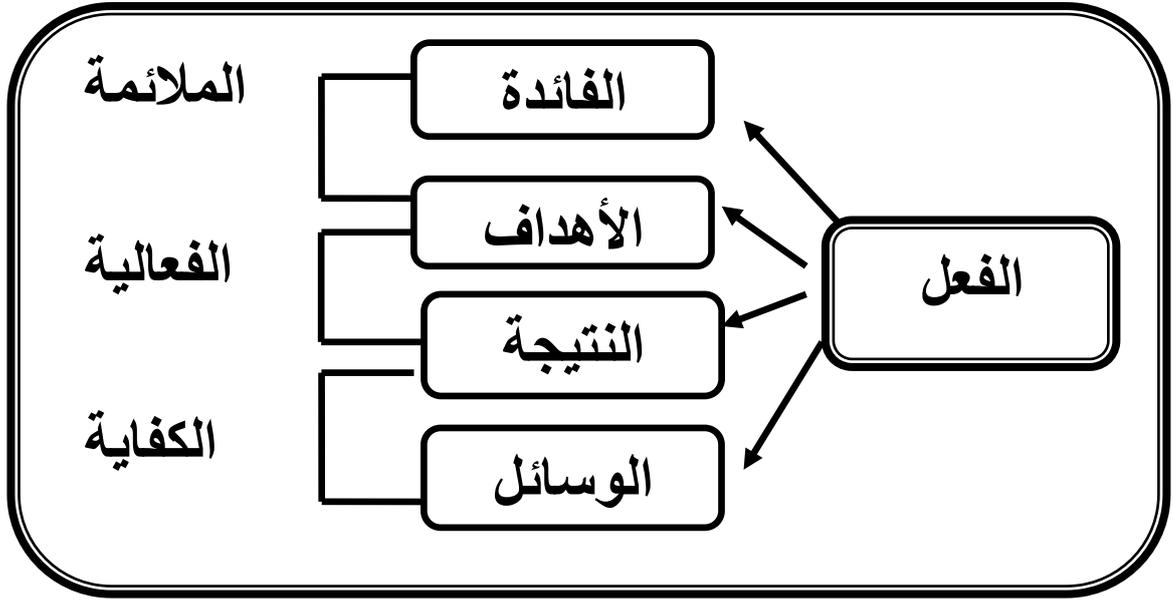 الفعل
الفائدة
الأهداف
النتيجة
الوسائل
الملائمة
الفعالية
الكفاية